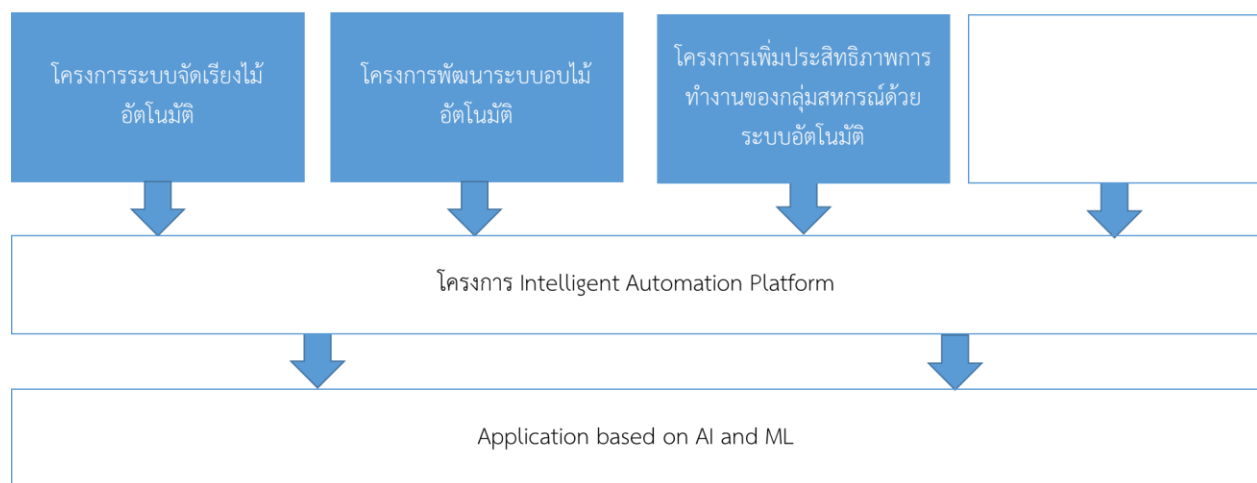 โครงการระบบจัดเรียงไม้
อัตโนมัติ
โครงการพัฒนาระบบอบไม้
อัตโนมัติ
โครงการเพิ่มประสิทธิภาพการ
ทำงานของกลุ่มสหกรณ์ด้วย
ระบบอัตโนมัติ
โครงการ Intelligent Automation Platform
Application based on AI and ML